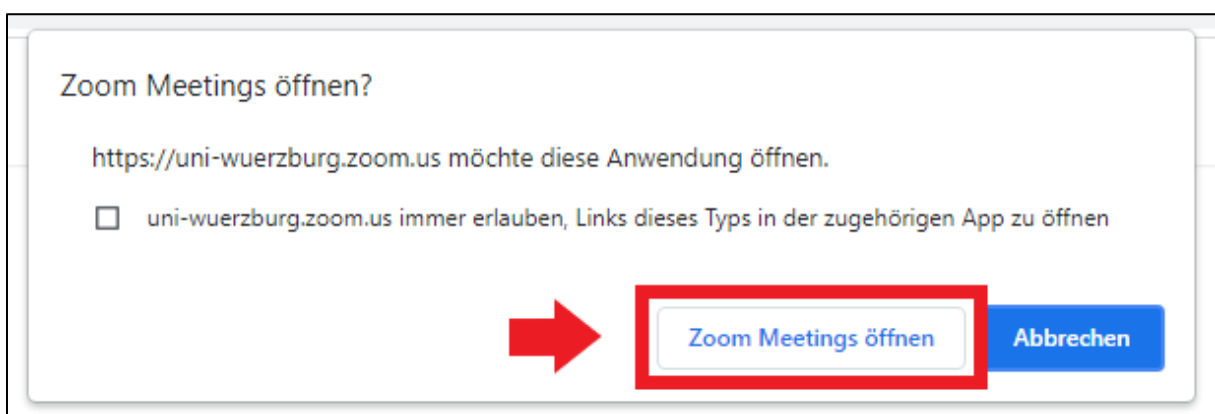 Zoom Meetings öffnen?
https://uni-wuerzburg.zoom.us möchte diese Anwendung öffnen.
uni-wuerzburg.zoom.us immer erlauben, Links dieses Typs in der zugehörigen App zu öffnen
Zoom Meetings öffnen Abbrechen